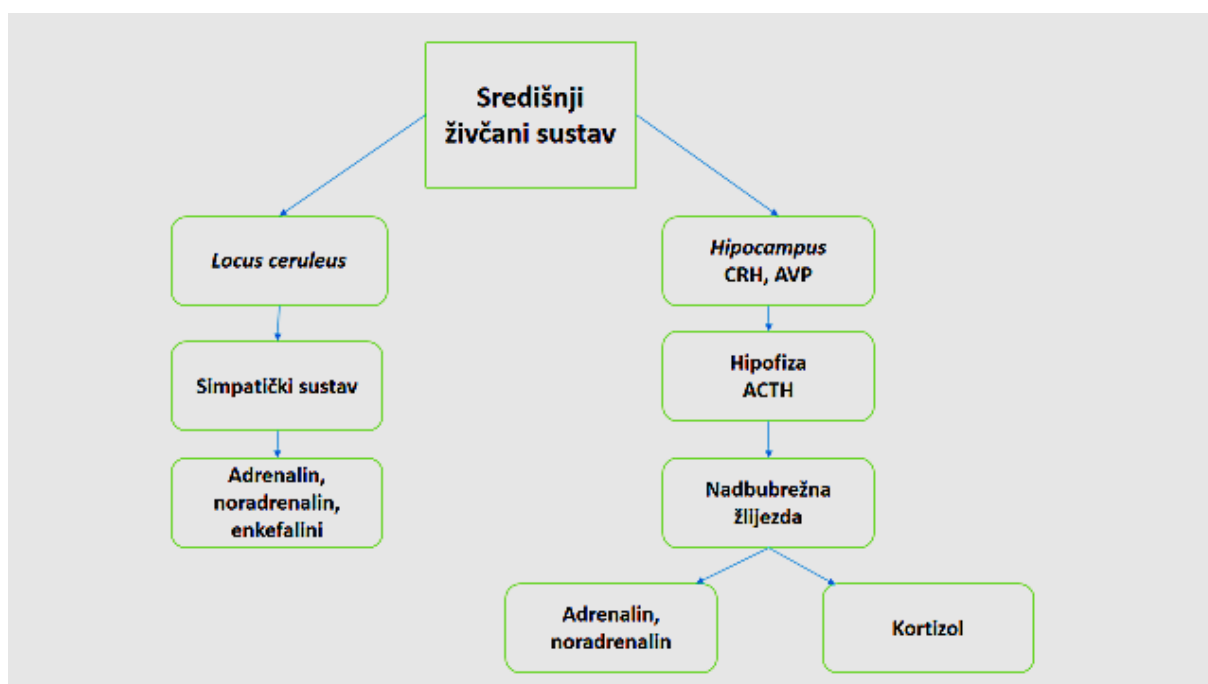 Središnji
živčani sustav
Locus ceruleus
Hipocampus
CRH, AVP
Simpatički sustav
Hipofiza
ACTH
Adrenalin,
noradrenalin,
enkefalini
Nadbubrežna
žlijezda
Adrenalin,
noradrenalin
Kortizol